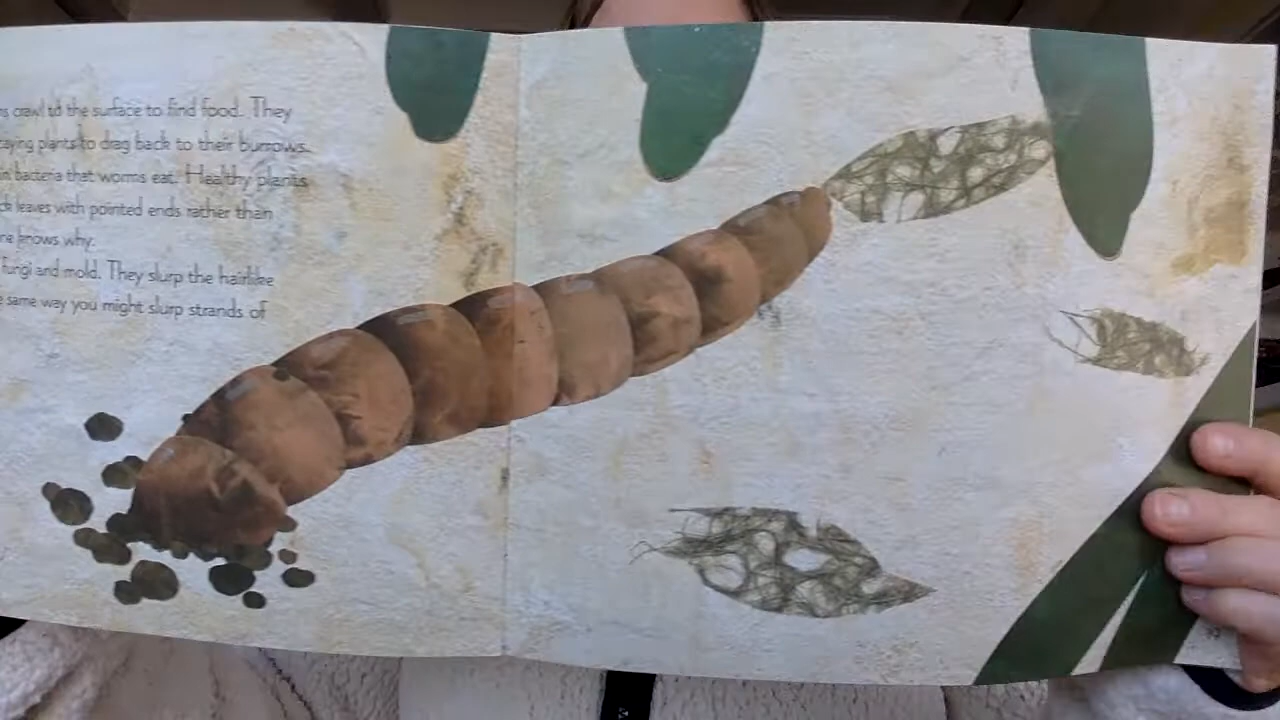 crawl to the surface to find food. They
plants to drag back to their burrows.
bacteria that worms eat. Healthy plants
leaves with pointed ends rather than
knows why.
fungi and mold. They slurp the hairlike
same way you might slurp strands of